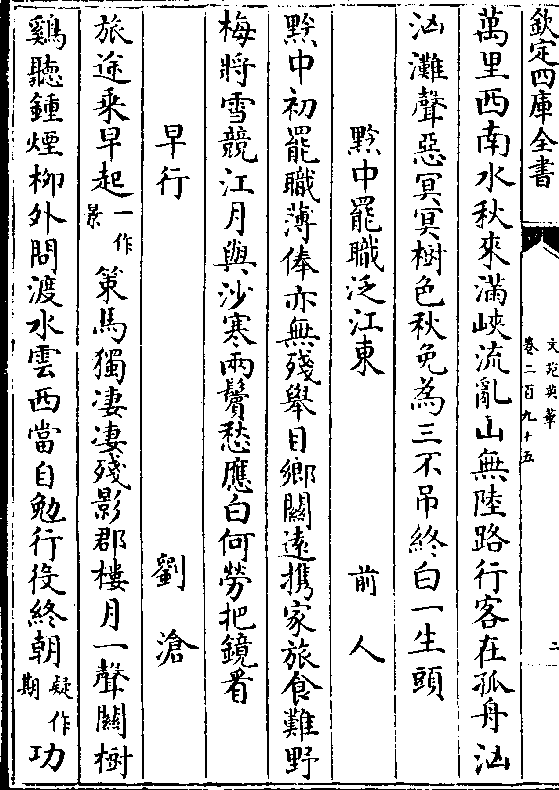 欽定四庫全書
文苑英華
卷二百九十五
二
萬里西南水秋來滿峽流亂山無陸路行客在孤舟汹
汹灘聲惡冥冥樹色秋免為三不吊終白一生頭
黔中罷職泛江東 前人
黔中初罷職薄俸亦無殘舉目鄉關遠携家旅食難野
梅將雪競江月與沙寒兩鬢愁應白何勞把鏡看
早行 劉滄
旅途乘早起一作景策馬獨凄凄殘影郡樓月一聲關樹
鷄聽鍾煙柳外問渡水雲西當自勉行役終朝疑作期功